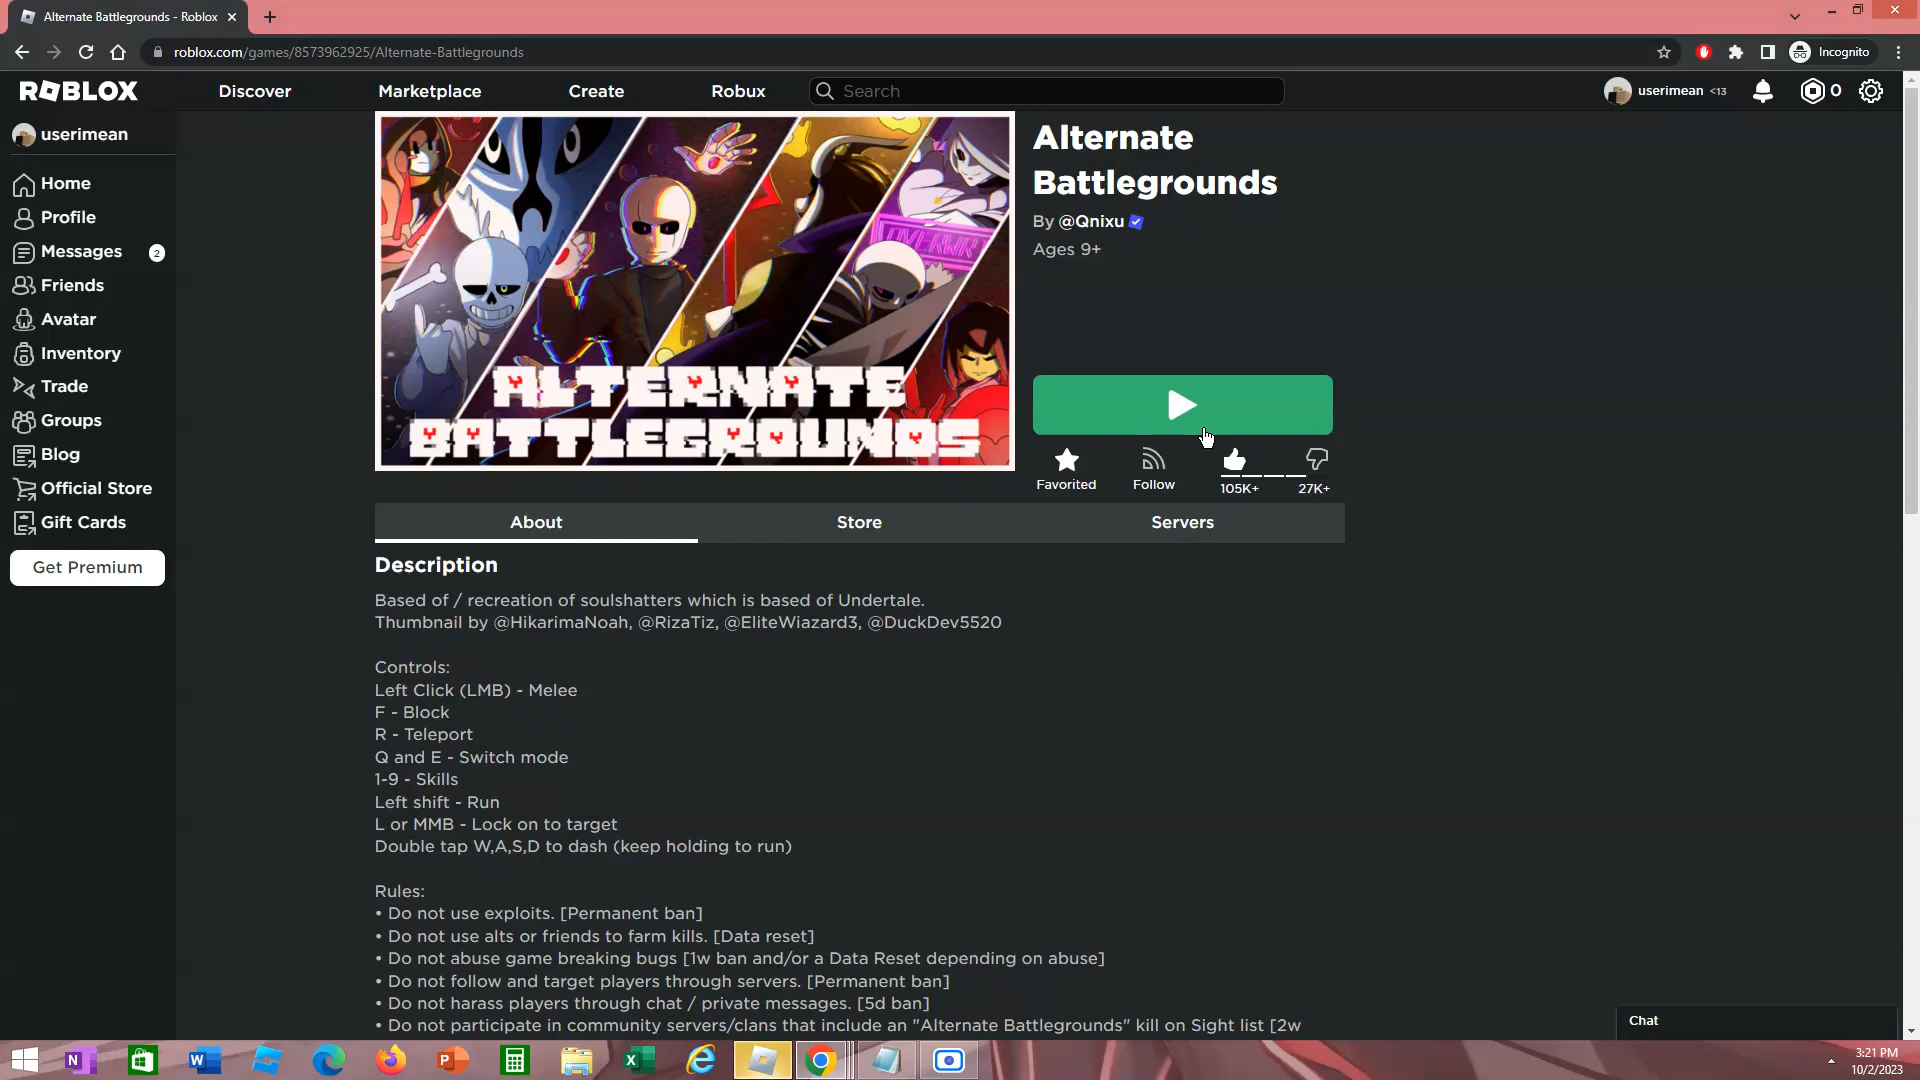 Alternate Battlegrounds - Roblox
roblox.com/games/8573962925/Alternate-Battlegrounds
Incognito
ROBLOX
Discover
Marketplace
Create
Robux
Search
userimean <13
0
userimean
Home
Profile
Messages
2
Friends
Avatar
Inventory
Trade
Groups
Blog
Official Store
Gift Cards
Get Premium
ALTERNATE
BATTLEGROUNDS
Alternate
Battlegrounds
By @Qnixu
Ages 9+
Favorited
Follow
105K+
27K+
About
Store
Servers
Description
Based of / recreation of soulshatters which is based of Undertale.
Thumbnail by @HikarimaNoah, @RizaTiz, @EliteWiazard3, @DuckDev5520
Controls:
Left Click (LMB) - Melee
F - Block
R - Teleport
Q and E - Switch mode
1-9 - Skills
Left shift - Run
L or MMB - Lock on to target
Double tap W,A,S,D to dash (keep holding to run)
Rules:
• Do not use exploits. [Permanent ban]
• Do not use alts or friends to farm kills. [Data reset]
• Do not abuse game breaking bugs [1w ban and/or a Data Reset depending on abuse]
• Do not follow and target players through servers. [Permanent ban]
• Do not harass players through chat / private messages. [5d ban]
• Do not participate in community servers/clans that include an "Alternate Battlegrounds" kill on Sight list [2w
Chat
3:21 PM
10/2/2023